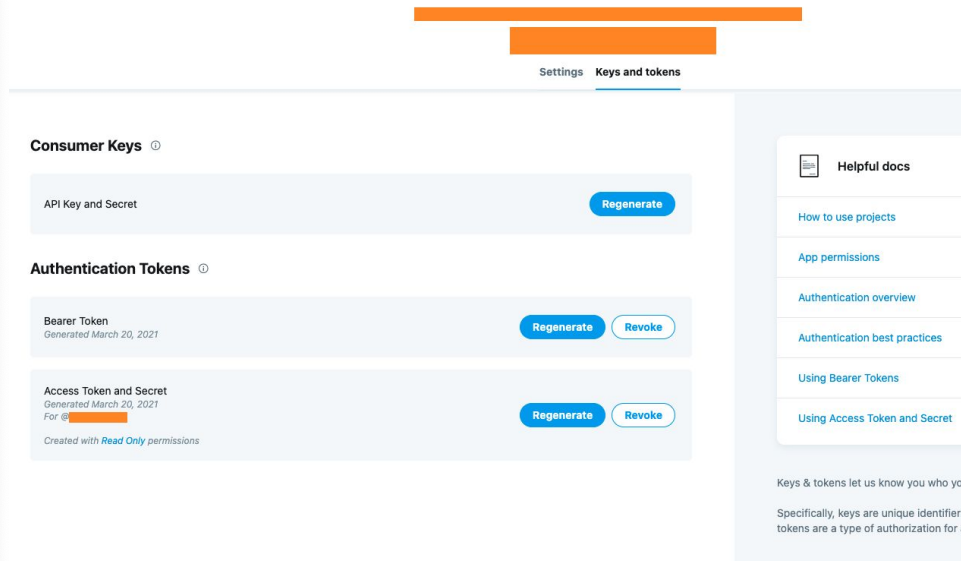 Settings Keys and tokens
Consumer Keys
API Key and Secret
Regenerate
Authentication Tokens
Bearer Token
Generated March 20, 2021
Regenerate Revoke
Access Token and Secret
Generated March 20, 2021
For @
Created with Read Only permissions
Regenerate Revoke
Helpful docs
How to use projects
App permissions
Authentication overview
Authentication best practices
Using Bearer Tokens
Using Access Token and Secret
Keys & tokens let us know you who
Specifically, keys are unique
tokens are a type of authorization for